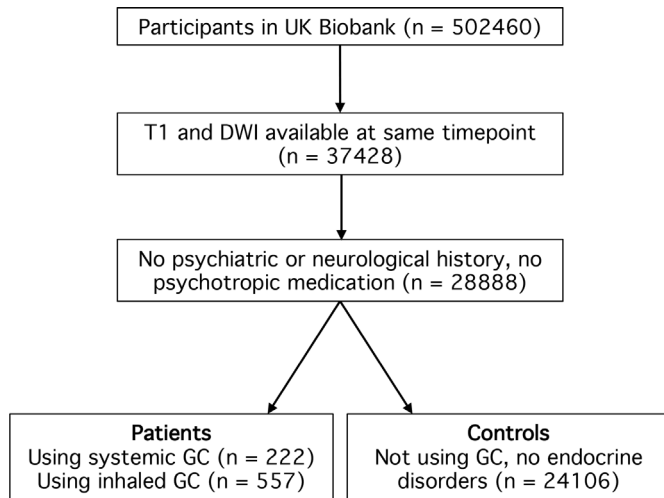 Participants in UK Biobank (n = 502460)
T1 and DWI available at same timepoint
(n = 37428)
No psychiatric or neurological history, no
psychotropic medication (n = 28888)
Patients
Using systemic GC (n = 222)
Using inhaled GC (n = 557)
Controls
Not using GC, no endocrine
disorders (n = 24106)